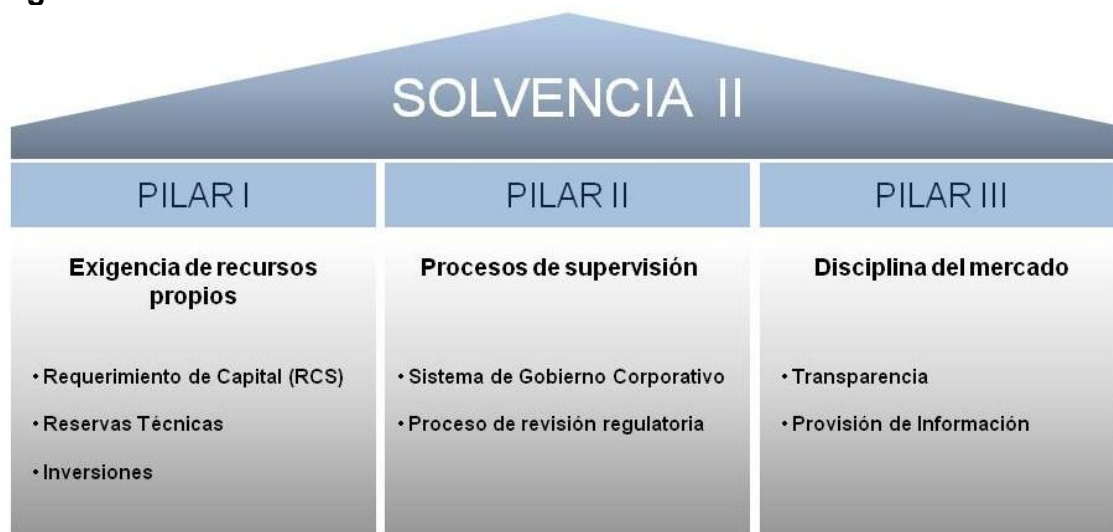 SOLVENCIA II
PILAR I
Exigencia de recursos
propios
• Requerimiento de Capital (RCS)
• Reservas Técnicas
• Inversiones
PILAR II
Procesos de supervisión
• Sistema de Gobierno Corporativo
• Proceso de revisión regulatoria
PILAR III
Disciplina del mercado
• Transparencia
• Provisión de Información